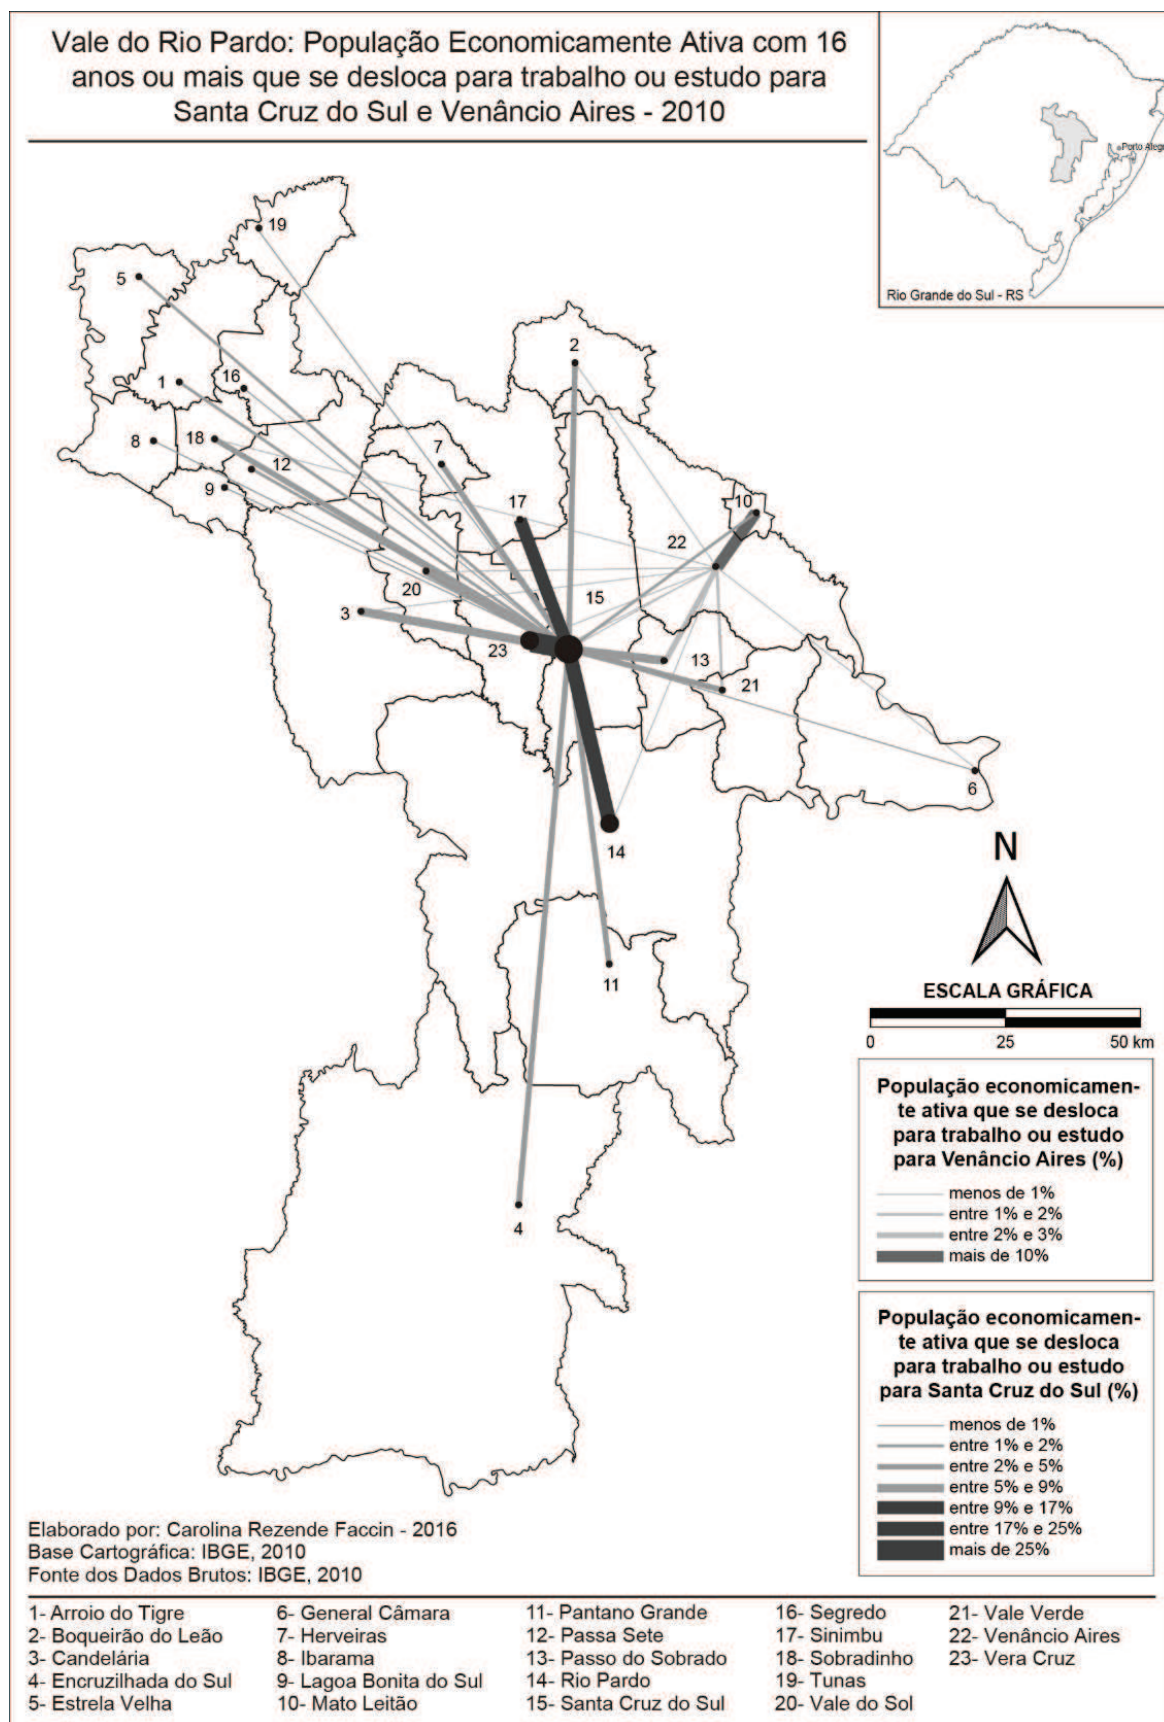 Vale do Rio Pardo: População Economicamente Ativa com 16
anos ou mais que se desloca para trabalho ou estudo para
Santa Cruz do Sul e Venâncio Aires - 2010
Porto Alegr
Rio Grande do Sul - RS
19
5
2
1
16
8
18
7
12
9
17
10
22
20
15
3
23
13
21
6
14
11
4
N
ESCALA GRÁFICA
0 25 50 km
População economicamen-
te ativa que se desloca
para trabalho ou estudo
para Venâncio Aires (%)
menos de 1%
entre 1% e 2%
entre 2% e 3%
mais de 10%
População economicamen-
te ativa que se desloca
para trabalho ou estudo
para Santa Cruz do Sul (%)
menos de 1%
entre 1% e 2%
entre 2% e 5%
entre 5% e 9%
entre 9% e 17%
entre 17% e 25%
mais de 25%
Elaborado por: Carolina Rezende Faccin - 2016
Base Cartográfica: IBGE, 2010
Fonte dos Dados Brutos: IBGE, 2010
1- Arroio do Tigre
2- Boqueirão do Leão
3- Candelária
4- Encruzilhada do Sul
5- Estrela Velha
6- General Câmara
7- Herveiras
8- Ibarama
9- Lagoa Bonita do Sul
10- Mato Leitão
11- Pantano Grande
12- Passa Sete
13- Passo do Sobrado
14- Rio Pardo
15- Santa Cruz do Sul
16- Segredo
17- Sinimbu
18- Sobradinho
19- Tunas
20- Vale do Sol
21- Vale Verde
22- Venâncio Aires
23- Vera Cruz